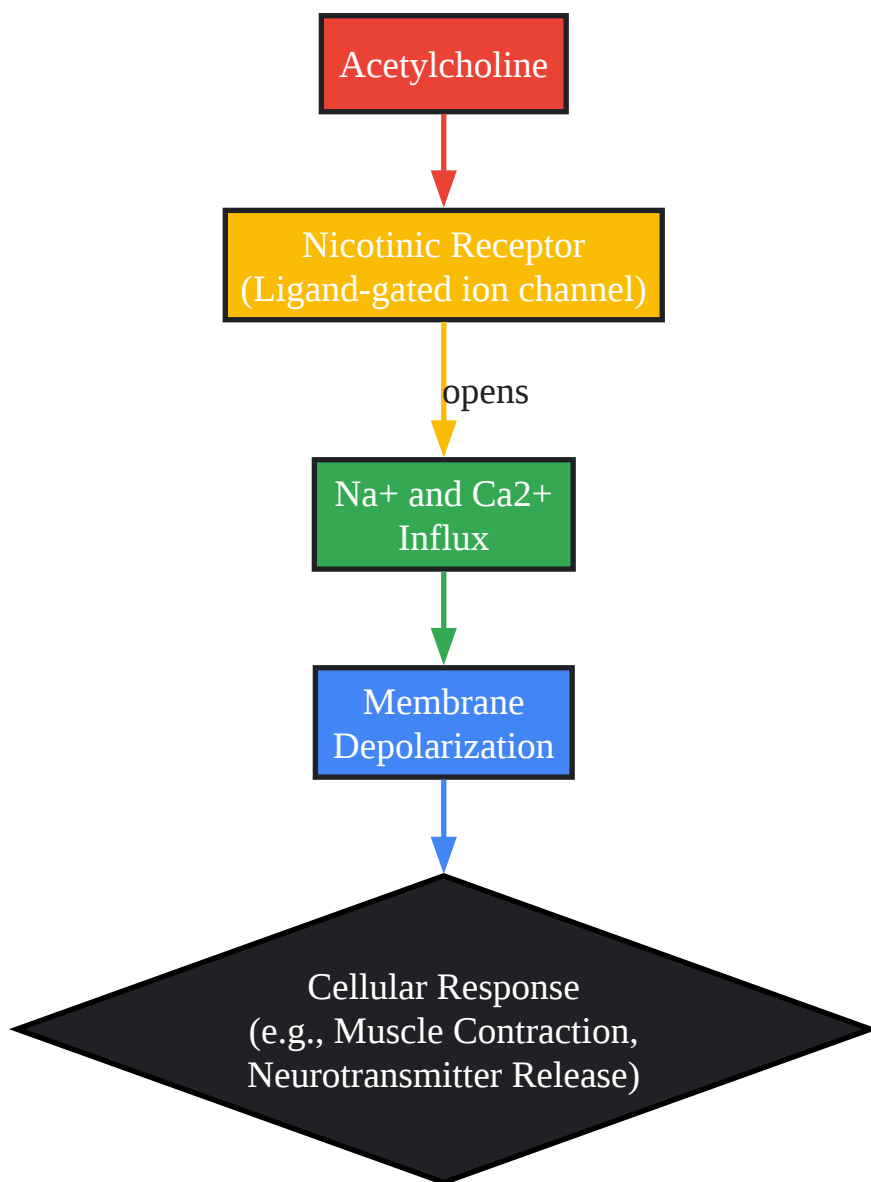 Acetylcholine
Nicotinic Receptor
(Ligand-gated ion channel)
opens
Na+ and Ca2+
Influx
Membrane
Depolarization
Cellular Response
(e.g., Muscle Contraction,
Neurotransmitter Release)